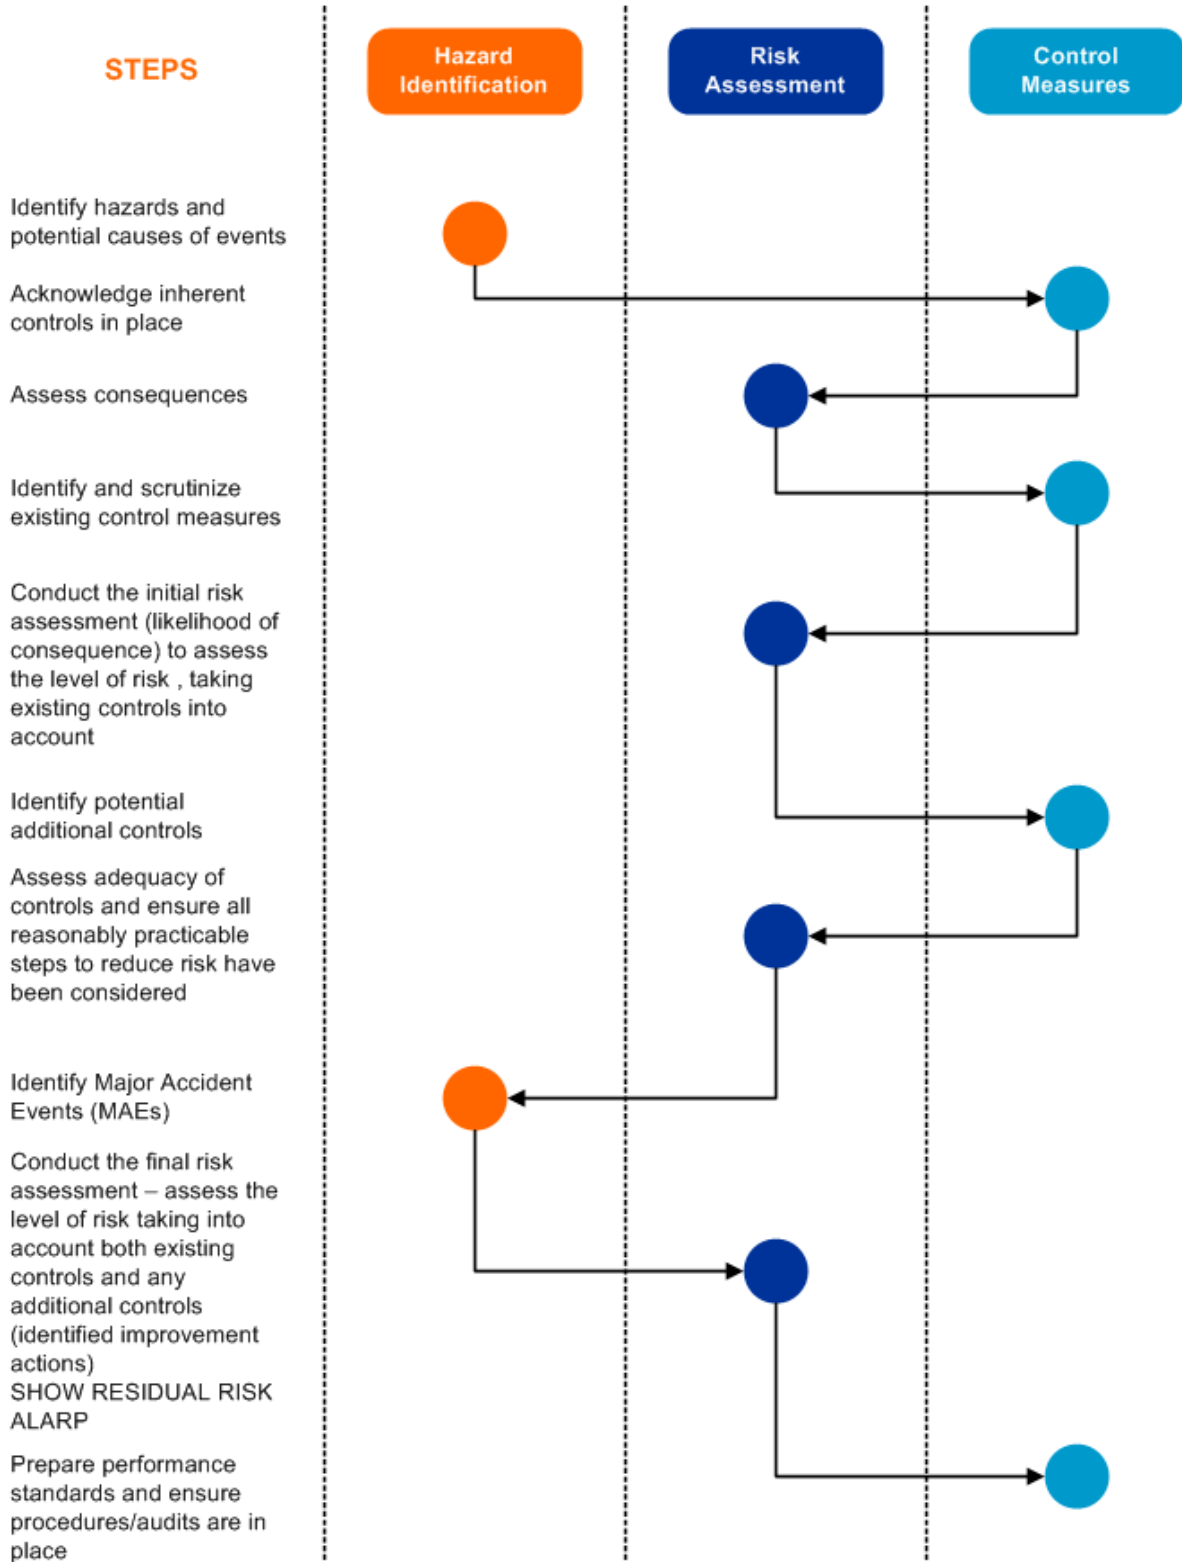 STEPS
Hazard
Identification
Risk
Assessment
Control
Measures
Identify hazards and
potential causes of events
Acknowledge inherent
controls in place
Assess consequences
Identify and scrutinize
existing control measures
Conduct the initial risk
assessment (likelihood of
consequence) to assess
the level of risk , taking
existing controls into
account
Identify potential
additional controls
Assess adequacy of
controls and ensure all
reasonably practicable
steps to reduce risk have
been considered
Identify Major Accident
Events (MAEs)
Conduct the final risk
assessment – assess the
level of risk taking into
account both existing
controls and any
additional controls
(identified improvement
actions)
SHOW RESIDUAL RISK
ALARP
Prepare performance
standards and ensure
procedures/audits are in
place